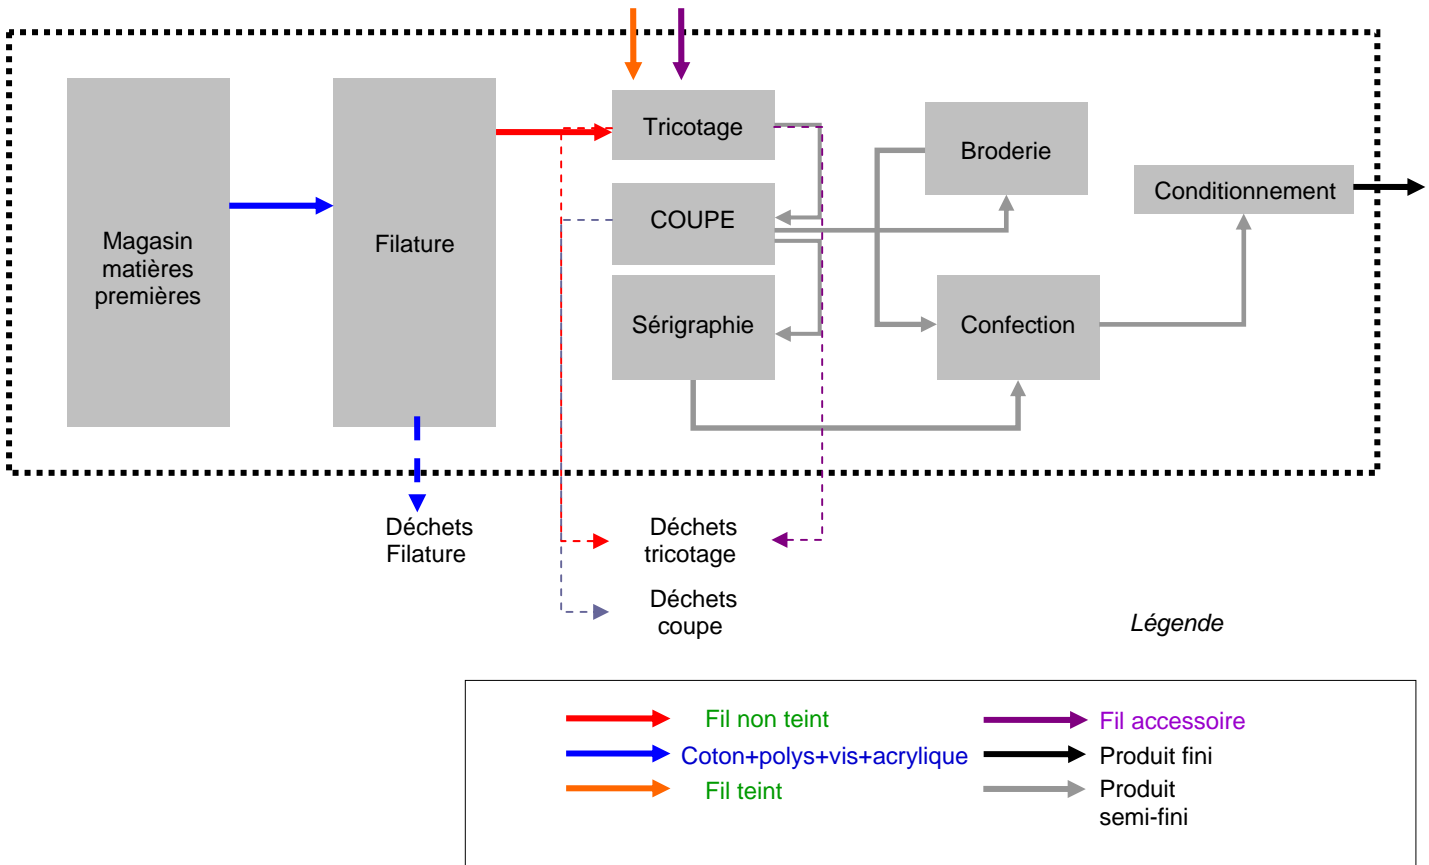 Magasin
matières
premières
Filature
Tricotage
COUPE
Sérigraphie
Broderie
Confection
Conditionnement
Déchets
Filature
Déchets
tricotage
Déchets
coupe
Légende
Fil non teint
Coton+polys+vis+acrylique
Fil teint
Fil accessoire
Produit fini
Produit
semi-fini